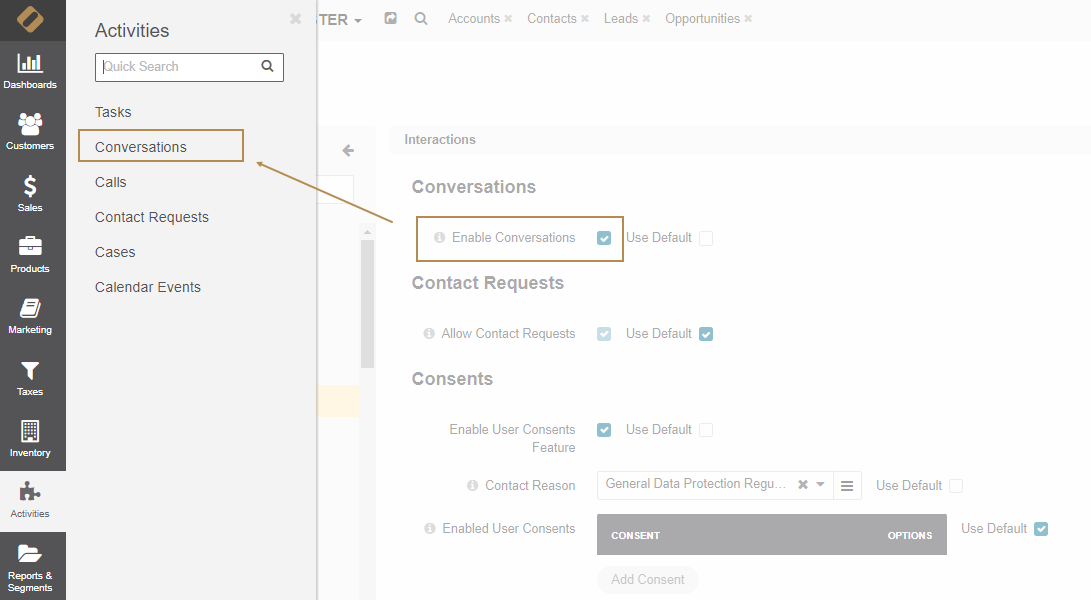 Dashboards
Customers
Sales
Products
Marketing
Taxes
Inventory
Activities
Reports &
Segments
Activities
Quick Search
Tasks
Conversations
Calls
Contact Requests
Cases
Calendar Events
TER
Accounts
Contacts
Leads
Opportunities
Interactions
Conversations
Enable Conversations
Use Default
Contact Requests
Allow Contact Requests
Use Default
Consents
Enable User Consents
Feature
Use Default
Contact Reason
General Data Protection Regu...
Use Default
Enabled User Consents
CONSENT
OPTIONS
Use Default
Add Consent